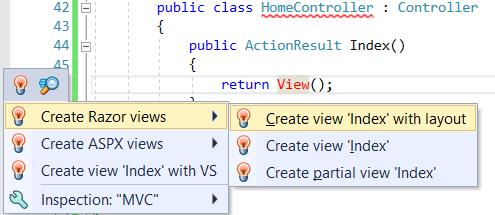 42 public class HomeController : Controller
43 {
44 public ActionResult Index()
45 {
return View();
}
Create Razor views
Create ASPX views
Create view 'Index' with VS
Inspection: "MVC"
Create view 'Index' with layout
Create view 'Index'
Create partial view 'Index'